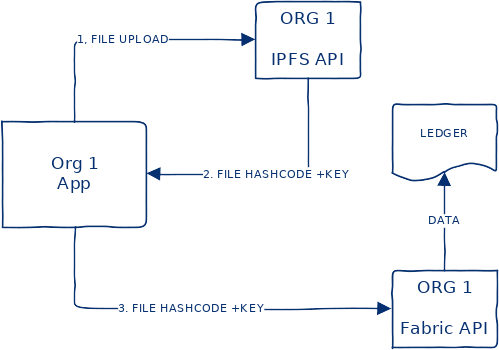 ORG 1
IPFS API
1, FILE UPLOAD
LEDGER
Org 1
App
2. FILE HASHCODE +KEY
DATA
ORG 1
Fabric API
3. FILE HASHCODE +KEY